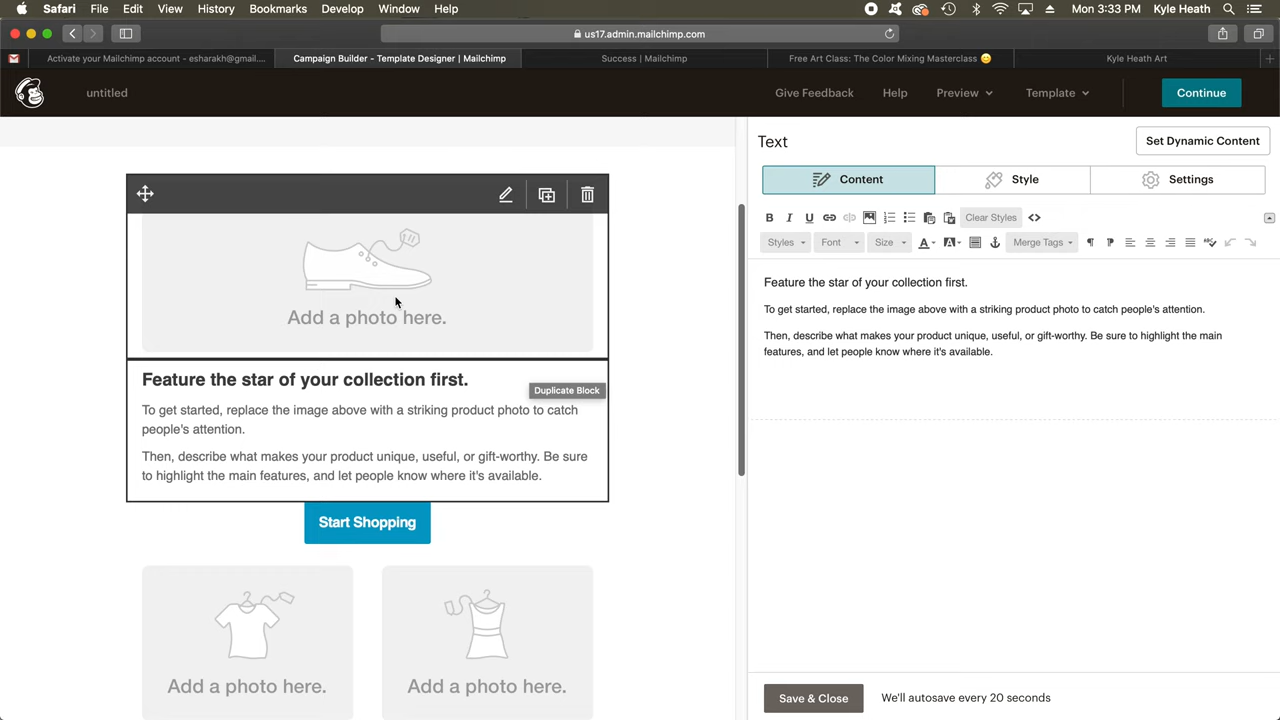 Safari File Edit View History Bookmarks Develop Window Help Mon 3:33 PM Kyle Heath
us17.admin.mailchimp.com
Activate your Mailchimp account - esharakh@gmail.... Campaign Builder - Template Designer | Mailchimp Success | Mailchimp Free Art Class: The Color Mixing Masterclass 😊 Kyle Heath Art
untitled Give Feedback Help Preview Template Continue
Text Set Dynamic Content
Content Style Settings
B I U Clear Styles <>
Styles Font Size A A Merge Tags
Add a photo here.
Feature the star of your collection first.
Duplicate Block
To get started, replace the image above with a striking product photo to catch
people's attention.
Then, describe what makes your product unique, useful, or gift-worthy. Be sure
to highlight the main features, and let people know where it's available.
Start Shopping
Add a photo here. Add a photo here.
Feature the star of your collection first.
To get started, replace the image above with a striking product photo to catch people's attention.
Then, describe what makes your product unique, useful, or gift-worthy. Be sure to highlight the main
features, and let people know where it's available.
Save & Close We'll autosave every 20 seconds